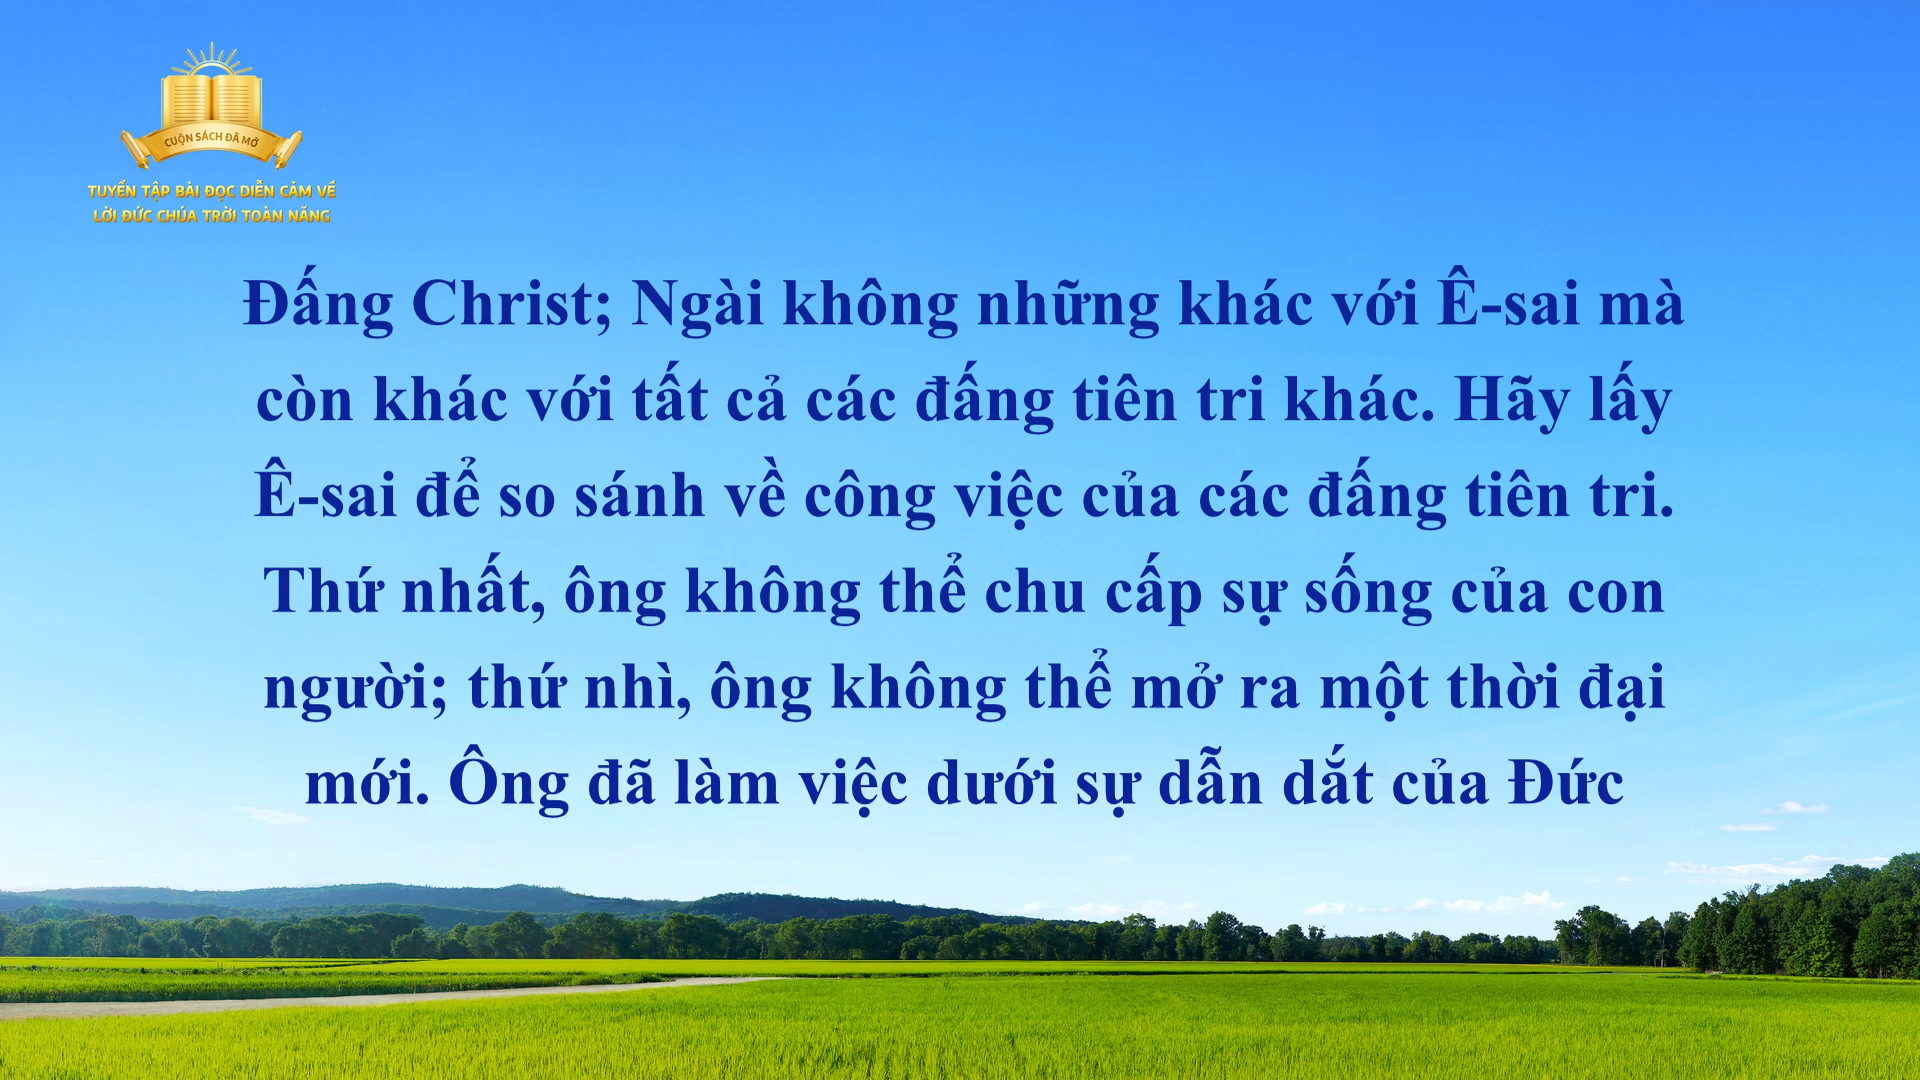 CUỘN SÁCH ĐÃ MỞ
TUYỂN TẬP BÀI ĐỌC DIỄN CẢM VỀ
LỜI ĐỨC CHÚA TRỜI TOÀN NĂNG
Đấng Christ; Ngài không những khác với Ê-sai mà
còn khác với tất cả các đấng tiên tri khác. Hãy lấy
Ê-sai để so sánh về công việc của các đấng tiên tri.
Thứ nhất, ông không thể chu cấp sự sống của con
người; thứ nhì, ông không thể mở ra một thời đại
mới. Ông đã làm việc dưới sự dẫn dắt của Đức